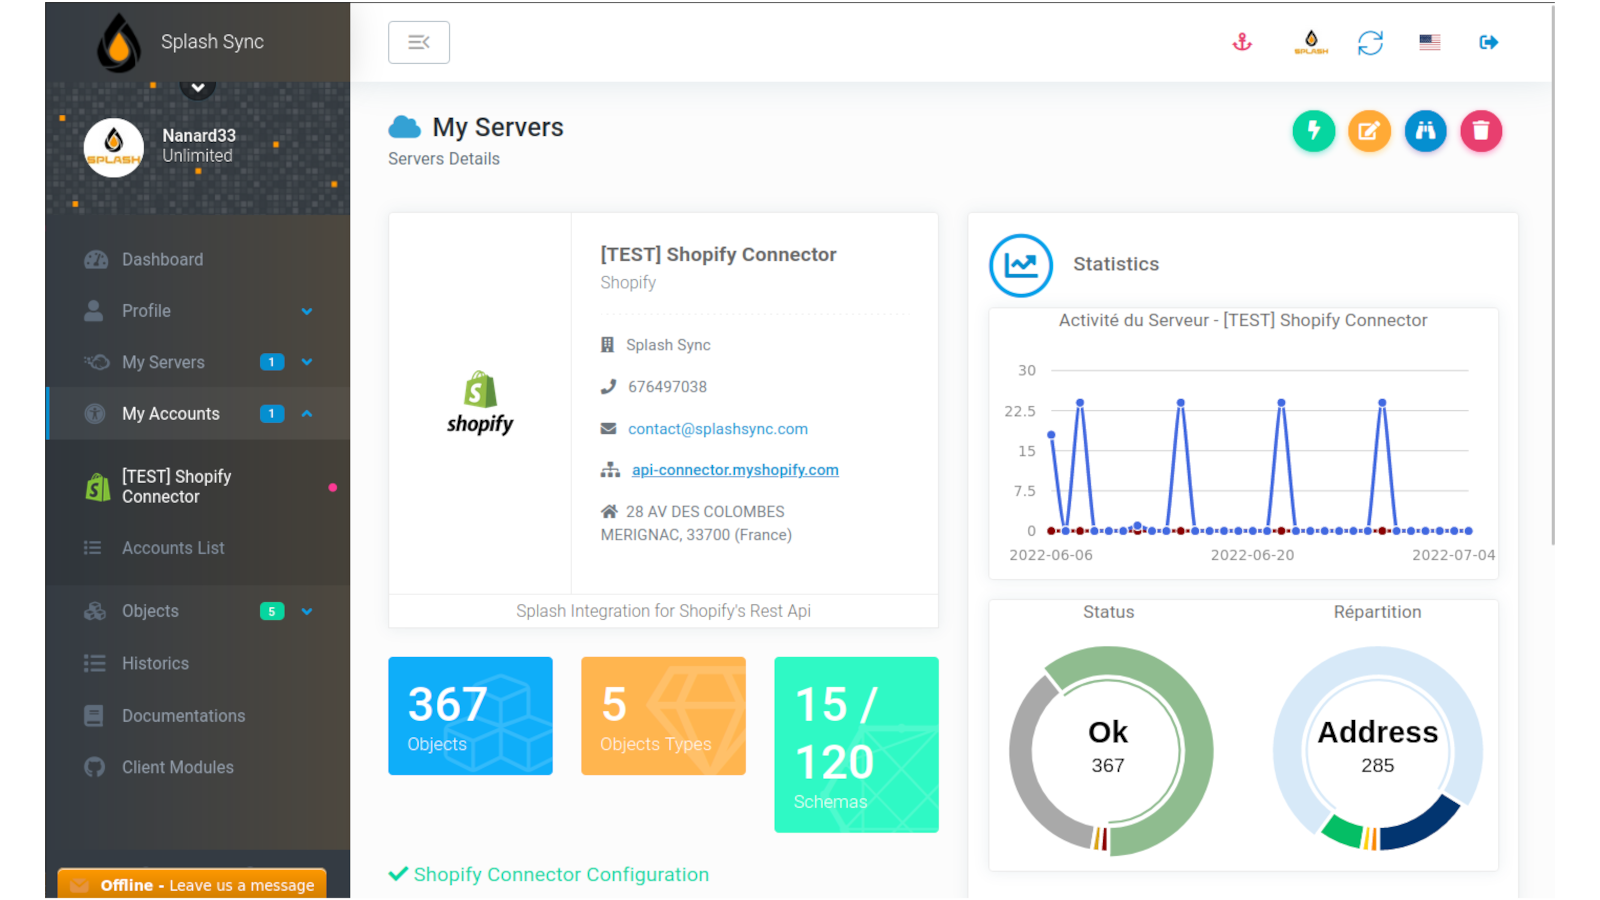 Splash Sync
SPLASH
Nanard33
Unlimited
SPLASH
Dashboard
Profile
My Servers
1
My Accounts
1
[TEST] Shopify
Connector
Accounts List
Objects
5
Historics
Documentations
Client Modules
Offline - Leave us a message
My Servers
Servers Details
shopify
[TEST] Shopify Connector
Shopify
Splash Sync
676497038
contact@splashsync.com
api-connector.myshopify.com
28 AV DES COLOMBES
MERIGNAC, 33700 (France)
Splash Integration for Shopify's Rest Api
367
Objects
5
Objects Types
15 /
120
Schemas
Shopify Connector Configuration
Statistics
Activité du Serveur - [TEST] Shopify Connector
30
22.5
15
7.5
0
2022-06-06
2022-06-20
2022-07-04
Status
Ok
367
Répartition
Address
285